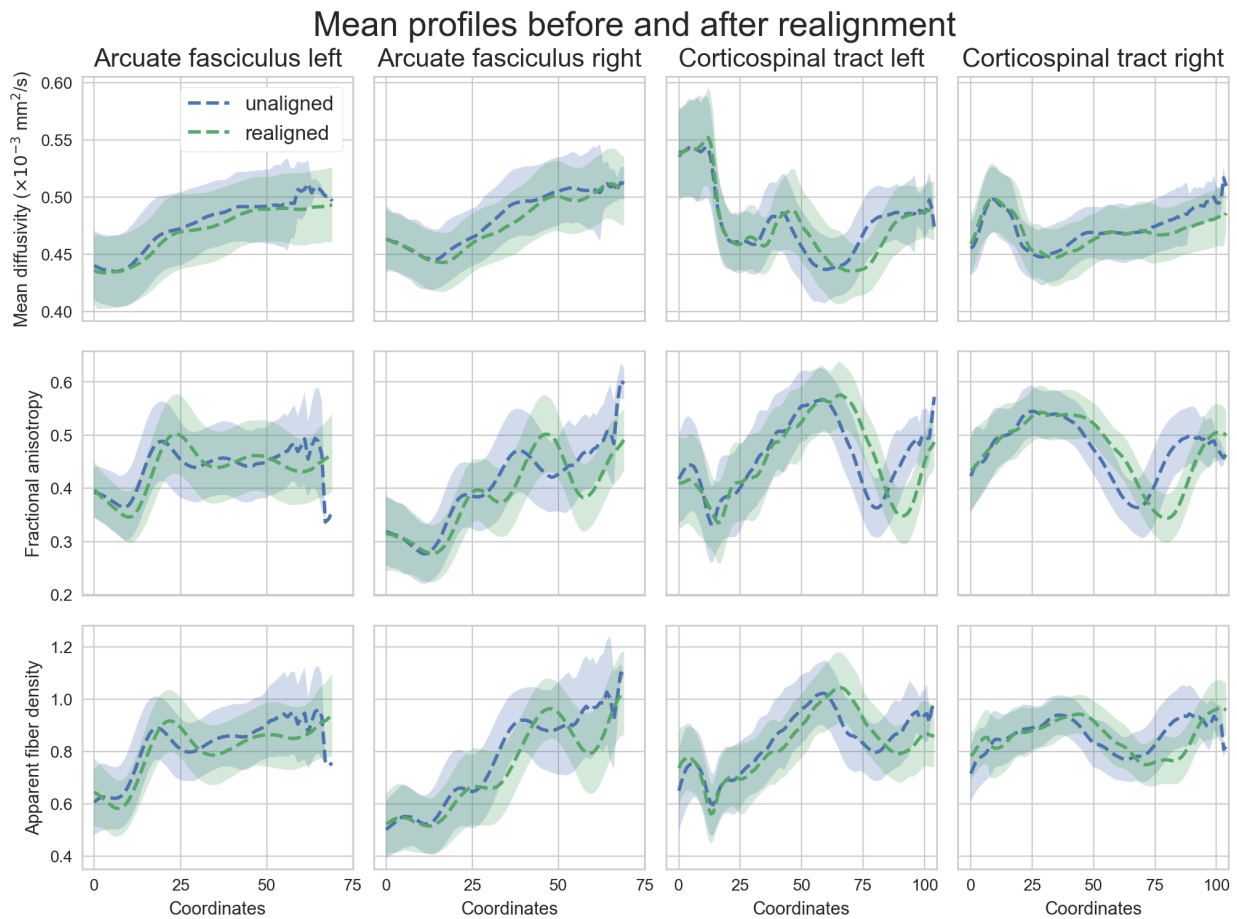 Mean profiles before and after realignment
Arcuate fasciculus left
Arcuate fasciculus right
Corticospinal tract left
Corticospinal tract right
unaligned
realigned
Mean diffusivity (×10⁻³ mm²/s)
0.60
0.55
0.50
0.45
0.40
Fractional anisotropy
0.6
0.5
0.4
0.3
0.2
Apparent fiber density
1.2
1.0
0.8
0.6
0.4
0 25 50 75
0 25 50 75
0 25 50 75 100
0 25 50 75 100
Coordinates
Coordinates
Coordinates
Coordinates